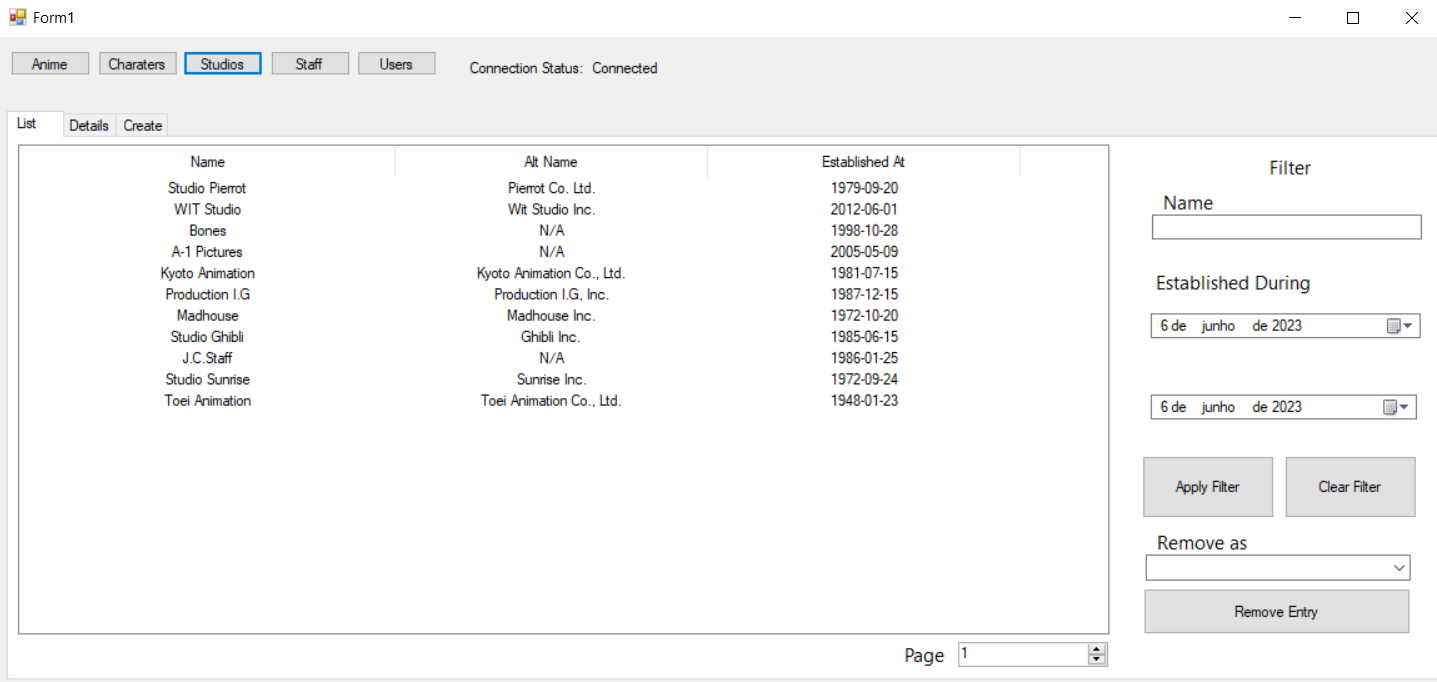 Form1
Anime Charaters Studios Staff Users Connection Status: Connected
List Details Create
Name Alt Name Established At
Studio Pierrot Pierrot Co. Ltd. 1979-09-20
WIT Studio Wit Studio Inc. 2012-06-01
Bones N/A 1998-10-28
A-1 Pictures N/A 2005-05-09
Kyoto Animation Kyoto Animation Co., Ltd. 1981-07-15
Production I.G Production I.G, Inc. 1987-12-15
Madhouse Madhouse Inc. 1972-10-20
Studio Ghibli Ghibli Inc. 1985-06-15
J.C.Staff N/A 1986-01-25
Studio Sunrise Sunrise Inc. 1972-09-24
Toei Animation Toei Animation Co., Ltd. 1948-01-23
Page 1
Filter
Name
Established During
6 de junho de 2023
6 de junho de 2023
Apply Filter Clear Filter
Remove as
Remove Entry